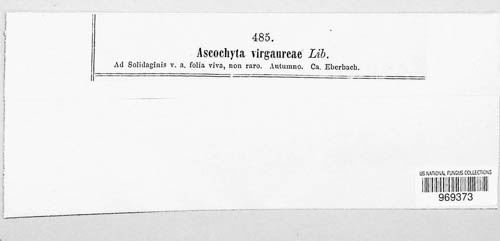 485.
Ascochyta virgaureae Lib.
Ad Solidaginis v. a. folia viva, non raro. Autumno. Ca. Eberbach.
US NATIONAL FUNGUS COLLECTIONS
969373